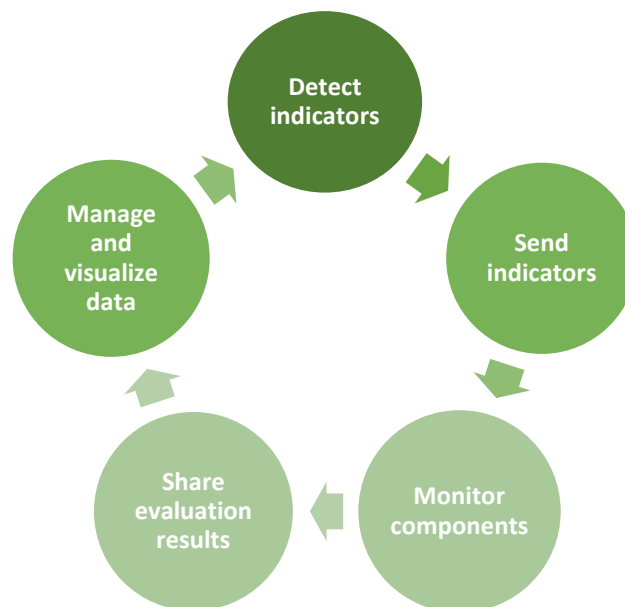 Detect
indicators
Send
indicators
Monitor
components
Share
evaluation
results
Manage
and
visualize
data